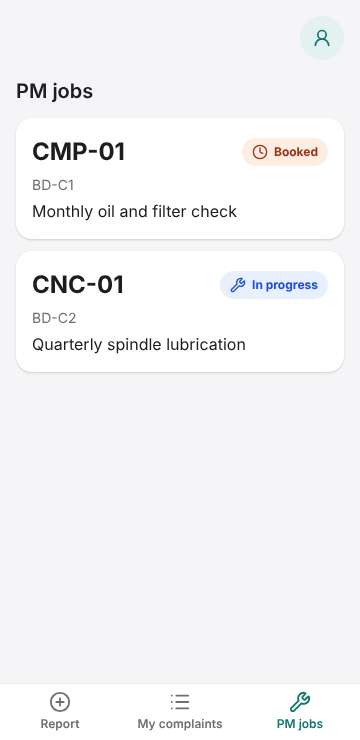 PM jobs
CMP-01
Booked
BD-C1
Monthly oil and filter check
CNC-01
In progress
BD-C2
Quarterly spindle lubrication
Report
My complaints
PM jobs